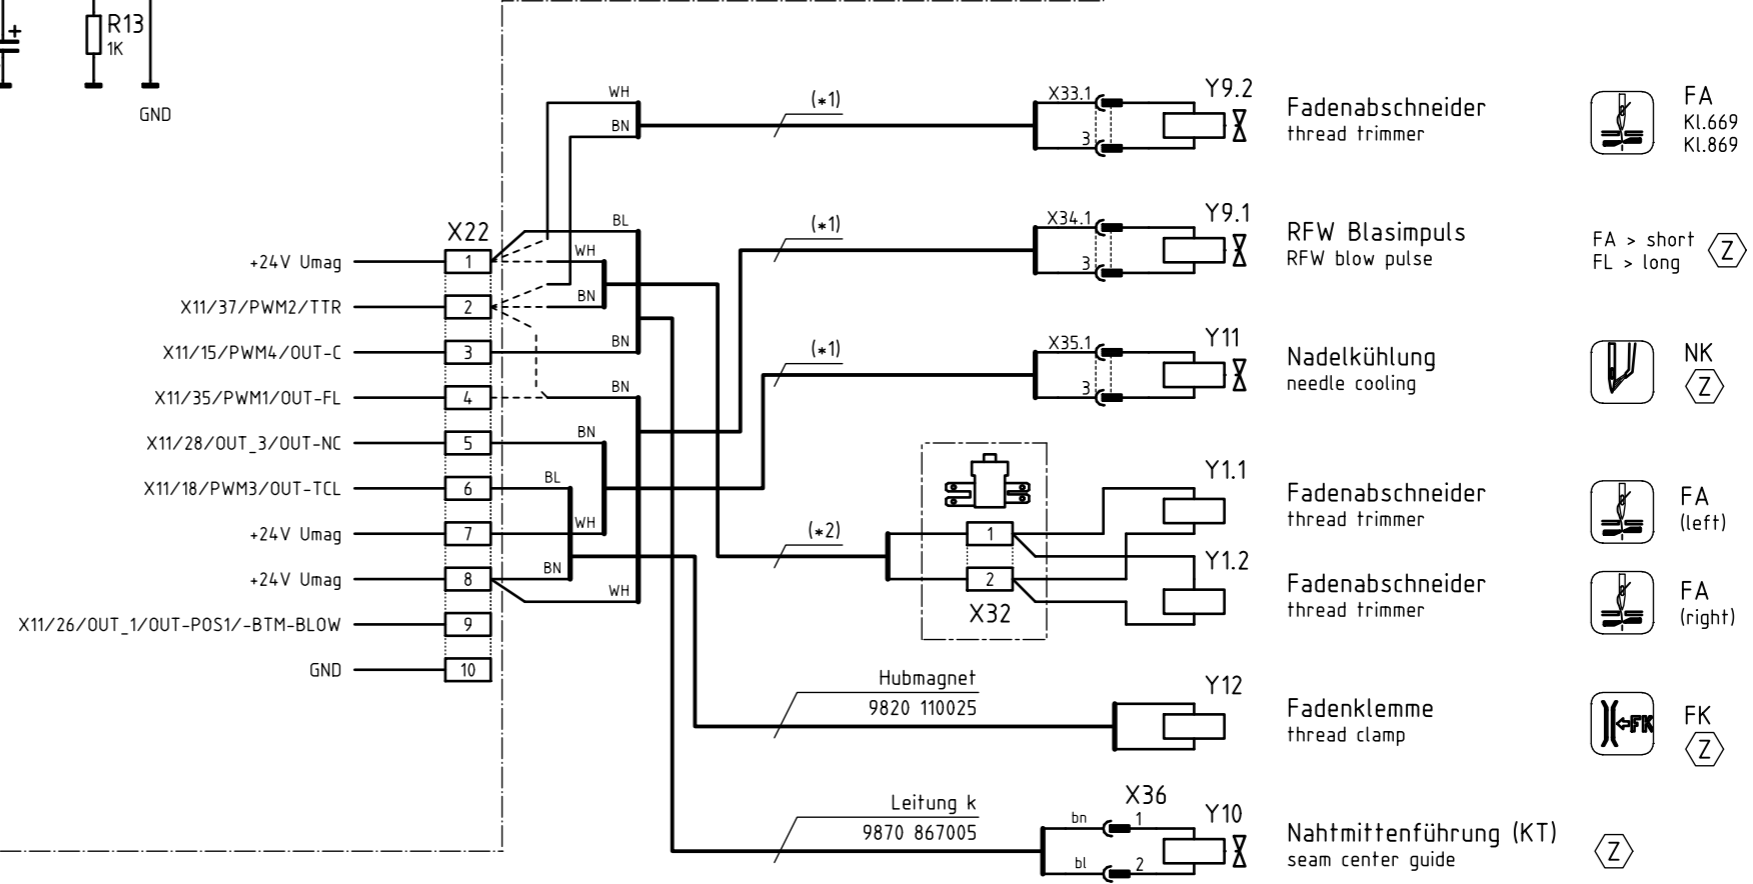 R13
1K
GND
WH
BN
(*1)
X33.1
3
Y9.2
Fadenabschneider
thread trimmer
FA
Kl.669
Kl.869
X22
BL
WH
BN
BN
(*1)
X34.1
3
Y9.1
RFW Blasimpuls
RFW blow pulse
FA > short
FL > long
Z
+24V Umag
1
X11/37/PWM2/TTR
2
X11/15/PWM4/OUT-C
3
X11/35/PWM1/OUT-FL
4
X11/28/OUT_3/OUT-NC
5
X11/18/PWM3/OUT-TCL
6
+24V Umag
7
+24V Umag
8
X11/26/OUT_1/OUT-POS1/-BTM-BLOW
9
GND
10
BN
BN
BL
WH
BN
WH
(*1)
X35.1
3
Y11
Nadelkühlung
needle cooling
NK
Z
(*2)
1
2
X32
Y1.1
Fadenabschneider
thread trimmer
FA
(left)
Y1.2
Fadenabschneider
thread trimmer
FA
(right)
Hubmagnet
9820 110025
Y12
Fadenklemme
thread clamp
FK
FK
Z
Leitung k
9870 867005
X36
bn
1
bl
2
Y10
Nahtmittenführung (KT)
seam center guide
Z